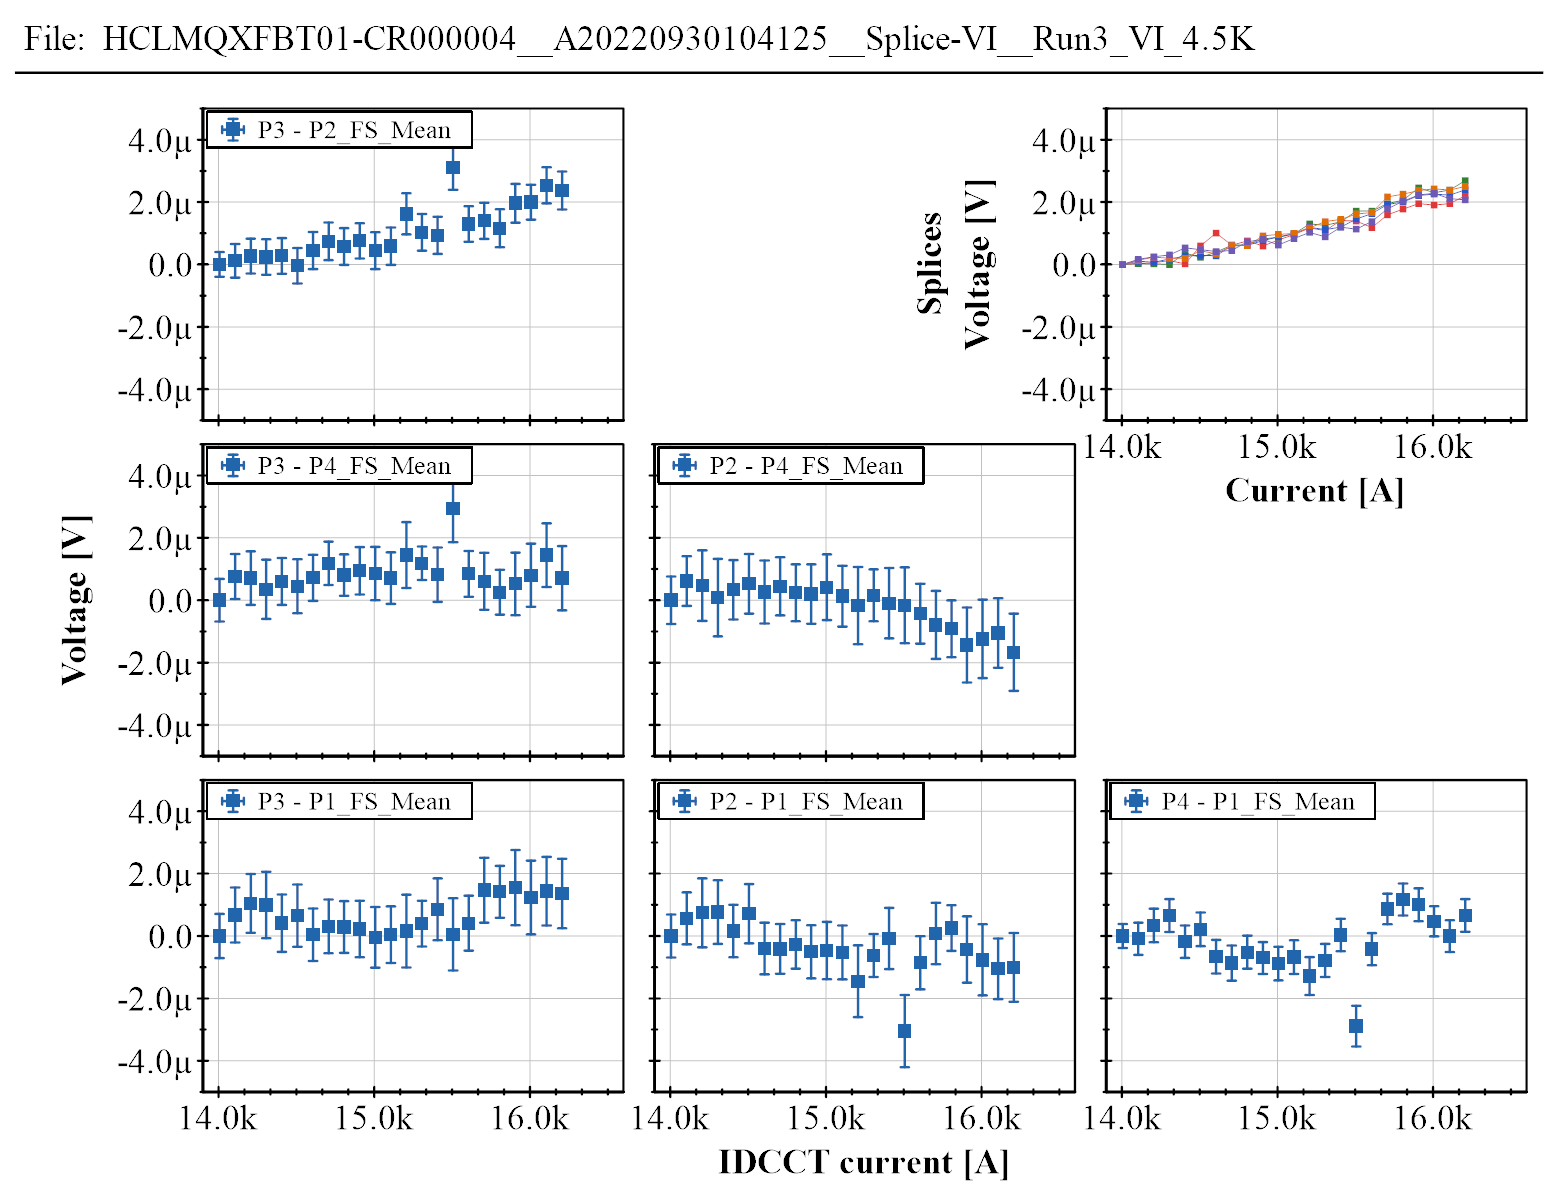 File:  HCLMQXFBT01-CR000004__A20220930104125__Splice-VI__Run3_VI_4.5K
P3 - P2_FS_Mean
4.0μ
2.0μ
0.0
-2.0μ
-4.0μ
Splices
Voltage [V]
4.0μ
2.0μ
0.0
-2.0μ
-4.0μ
14.0k
15.0k
16.0k
Current [A]
Voltage [V]
P3 - P4_FS_Mean
4.0μ
2.0μ
0.0
-2.0μ
-4.0μ
P2 - P4_FS_Mean
P3 - P1_FS_Mean
4.0μ
2.0μ
0.0
-2.0μ
-4.0μ
14.0k
15.0k
16.0k
P2 - P1_FS_Mean
14.0k
15.0k
16.0k
P4 - P1_FS_Mean
14.0k
15.0k
16.0k
IDCCT current [A]